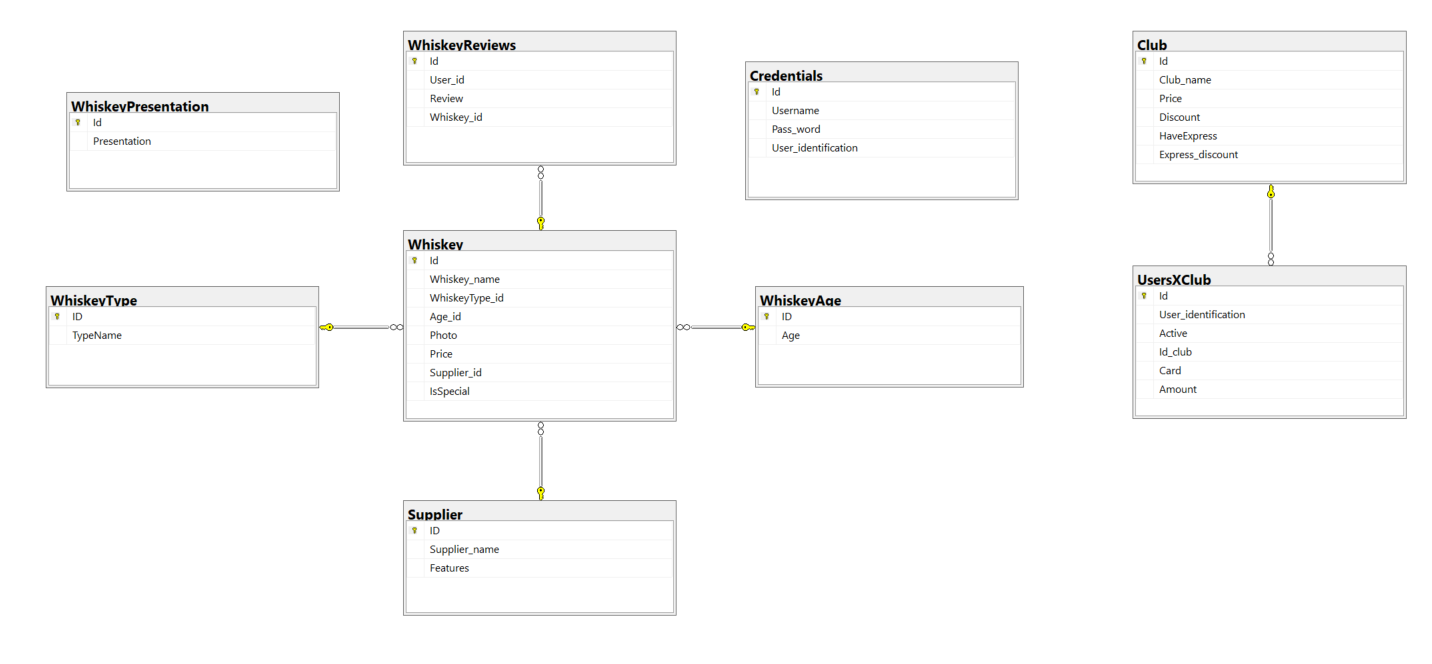 WhiskeyPresentation
Id
Presentation
WhiskeyReviews
Id
User_id
Review
Whiskey_id
Credentials
Id
Username
Pass_word
User_identification
Club
Id
Club_name
Price
Discount
HaveExpress
Express_discount
WhiskeyType
ID
TypeName
Whiskey
Id
Whiskey_name
WhiskeyType_id
Age_id
Photo
Price
Supplier_id
IsSpecial
WhiskeyAge
ID
Age
UsersXClub
Id
User_identification
Active
Id_club
Card
Amount
Supplier
ID
Supplier_name
Features